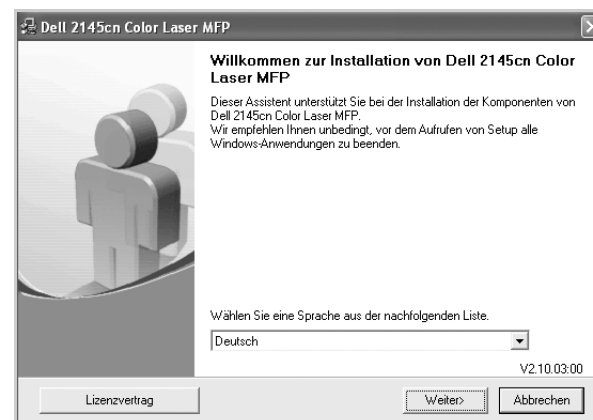 Dell 2145cn Color Laser MFP
Willkommen zur Installation von Dell 2145cn Color
Laser MFP
Dieser Assistent unterstützt Sie bei der Installation der Komponenten von
Dell 2145cn Color Laser MFP.
Wir empfehlen Ihnen unbedingt, vor dem Aufrufen von Setup alle
Windows-Anwendungen zu beenden.
Wählen Sie eine Sprache aus der nachfolgenden Liste.
Deutsch
V2.10.03:00
Lizenzvertrag
Weiter>
Abbrechen